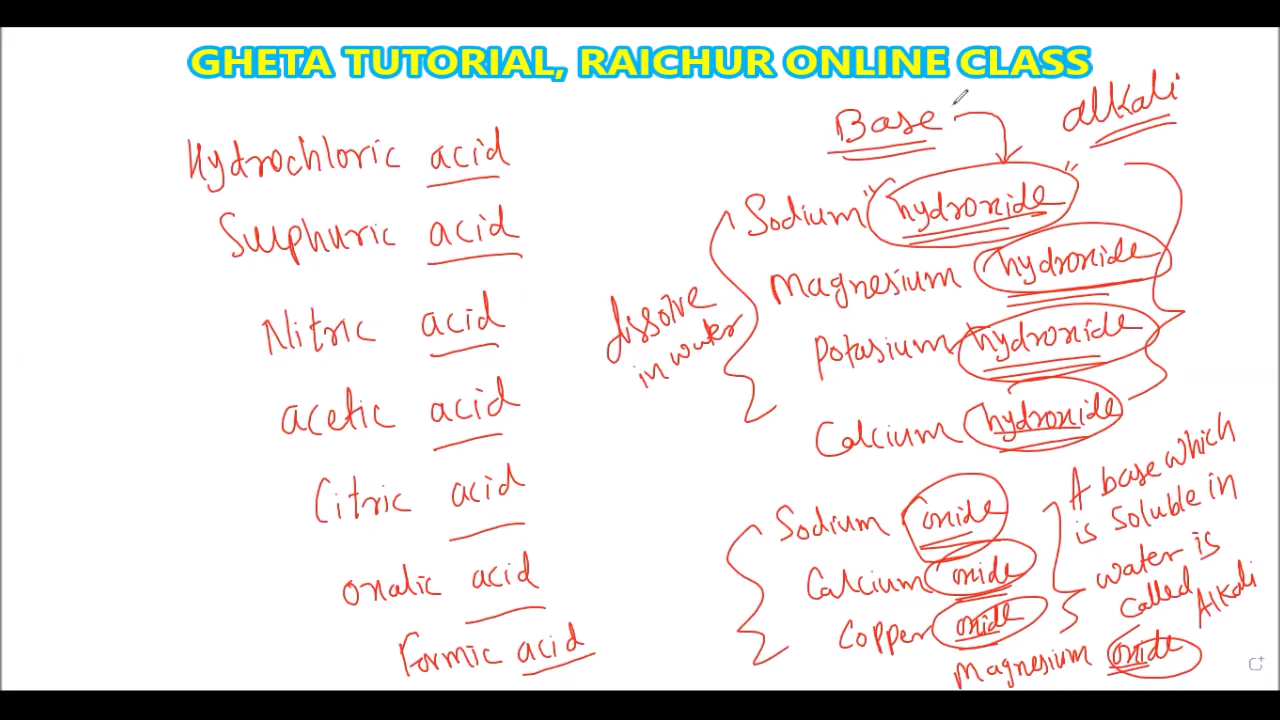 GHETA TUTORIAL, RAICHUR ONLINE CLASS
Hydrochloric acid
Sulphuric acid
Nitric acid
acetic acid
Citric acid
oxalic acid
Formic acid
Base
alkali
Sodium "hydroxide"
Magnesium hydroxide
Potasium hydroxide
Calcium hydroxide
dissolve
in water
Sodium oxide
Calcium oxide
Copper oxide
Magnesium oxide
A base which
is soluble in
water is
called Alkali